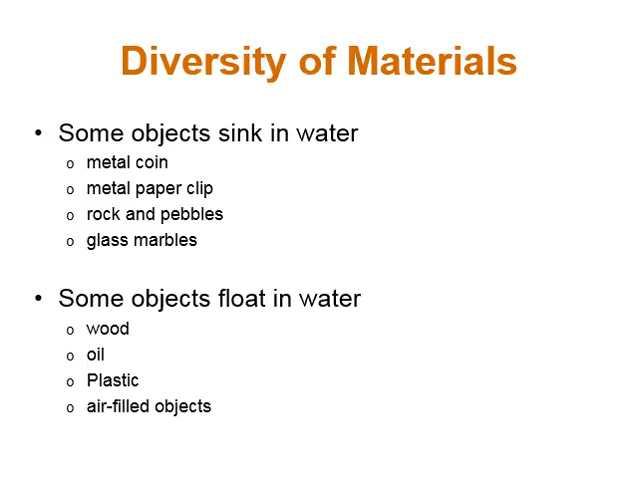 Diversity of Materials
• Some objects sink in water
o metal coin
o metal paper clip
o rock and pebbles
o glass marbles
• Some objects float in water
o wood
o oil
o Plastic
o air-filled objects